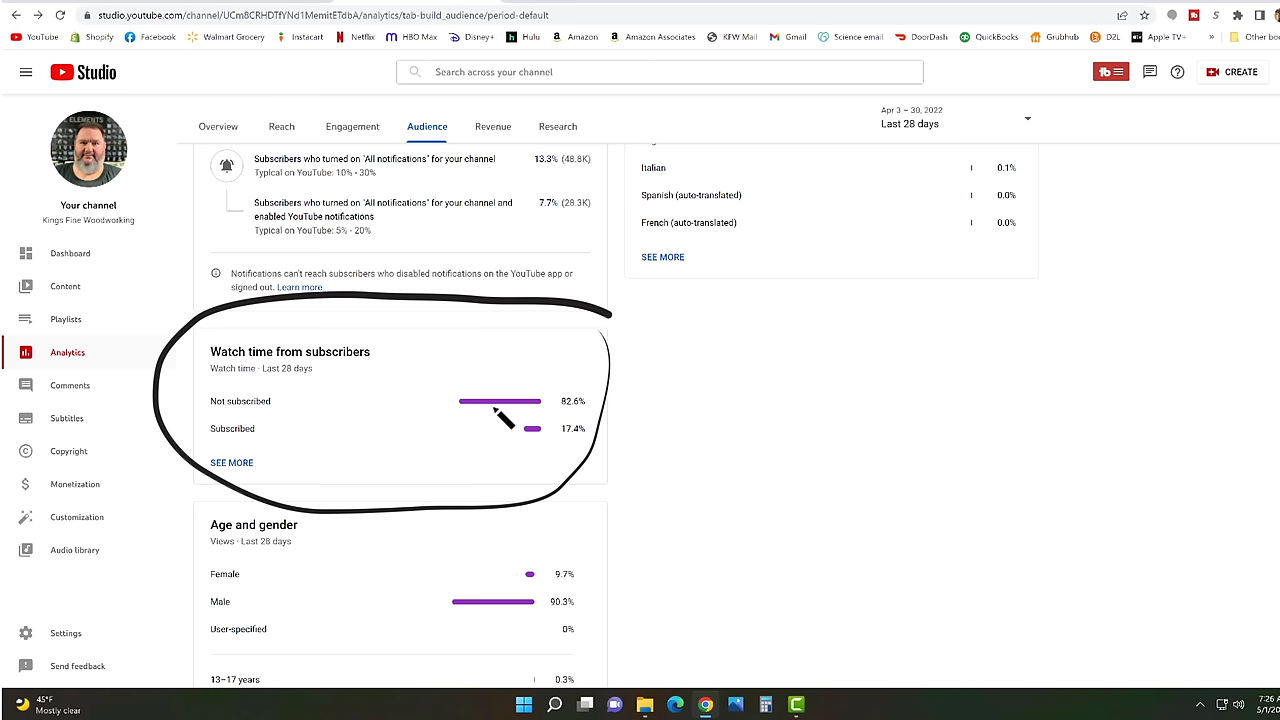 studio.youtube.com/channel/UCm8CRHDTfYNd1MemitETdbA/analytics/tab-build_audience/period-default
YouTube Shopify Facebook Walmart Grocery Instacart Netflix HBO Max Disney+ Hulu Amazon Amazon Associates KFW Mail Gmail Science email DoorDash QuickBooks Grubhub D2L Apple TV+ » Other bo
Studio
Search across your channel
CREATE
Overview Reach Engagement Audience Revenue Research
Apr 3 – 30, 2022
Last 28 days
Your channel
Kings Fine Woodworking
Dashboard
Content
Playlists
Analytics
Comments
Subtitles
Copyright
Monetization
Customization
Audio library
Settings
Send feedback
Subscribers who turned on "All notifications" for your channel 13.3% (48.8K)
Typical on YouTube: 10% • 30%
Subscribers who turned on "All notifications" for your channel and
enabled YouTube notifications 7.7% (28.3K)
Typical on YouTube: 5% - 20%
Notifications can't reach subscribers who disabled notifications on the YouTube app or
signed out. Learn more
Italian 0.1%
Spanish (auto-translated) 0.0%
French (auto-translated) 0.0%
SEE MORE
Watch time from subscribers
Watch time · Last 28 days
Not subscribed 82.6%
Subscribed 17.4%
SEE MORE
Age and gender
Views · Last 28 days
Female 9.7%
Male 90.3%
User-specified 0%
13–17 years 0.3%
45°F
Mostly clear
7:26 A
5/1/20